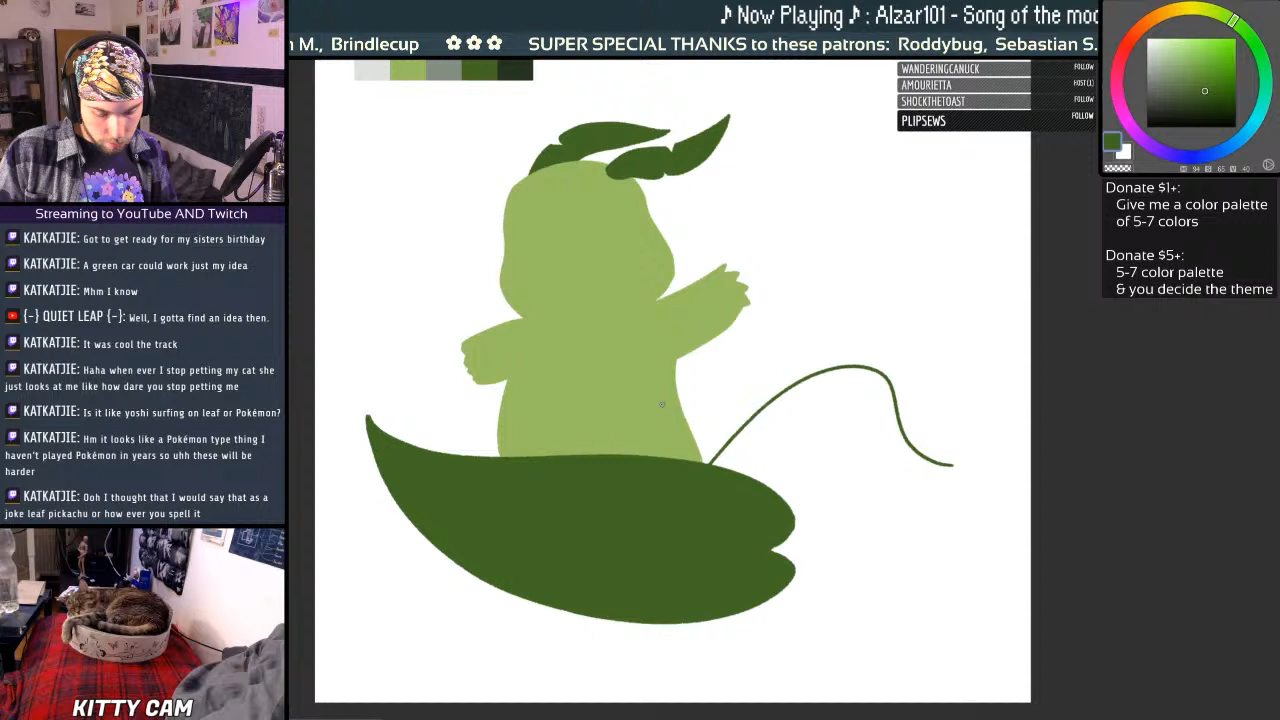 ♪ Now Playing ♪ : Alzar101 - Song of the moo
n M., Brindlecup ✿ ✿ ✿ SUPER SPECIAL THANKS to these patrons: Roddybug, Sebastian S.
WANDERINGCANUCK FOLLOW
AMOURIETTA HOST(1)
SHOCKTHETOAST FOLLOW
PLIPSEWS FOLLOW
Donate $1+:
Give me a color palette
of 5-7 colors
Donate $5+:
5-7 color palette
& you decide the theme
Streaming to YouTube AND Twitch
KATKATJIE: Got to get ready for my sisters birthday
KATKATJIE: A green car could work just my idea
KATKATJIE: Mhm I know
{-} QUIET LEAP {-}: Well, I gotta find an idea then.
KATKATJIE: It was cool the track
KATKATJIE: Haha when ever I stop petting my cat she
just looks at me like how dare you stop petting
me
KATKATJIE: Is it like yoshi surfing on leaf or Pokémon?
KATKATJIE: Hm it looks like a Pokémon type thing I
haven't played Pokémon in years so uhh these will be
harder
KATKATJIE: Ooh I thought that I would say that as a
joke leaf pickachu or how ever you spell it
KITTY CAM